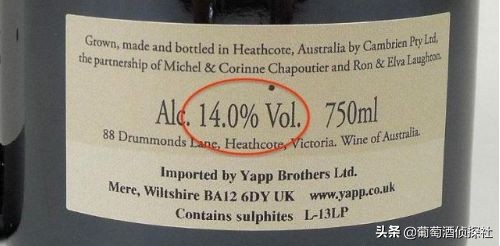 Grown, made and bottled in Heathcote, Australia by Cambrien Pty Ltd,
the partnership of Michel & Corinne Chapoutier and Ron & Elva Laughton.
Alc. 14.0% Vol. 750ml
88 Drummonds Lane, Heathcote, Victoria. Wine of Australia.
Imported by Yapp Brothers Ltd.
Mere, Wiltshire BA12 6DY UK www.yapp.co.uk
Contains sulphites L-13LP
头条 @葡萄酒侦探社